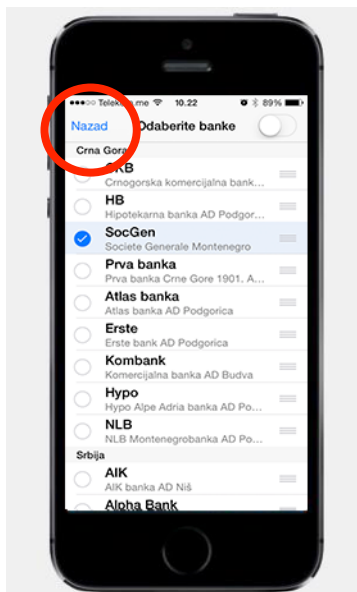 Telekom.me 10.22 89%
Nazad Odaberite banke
Crna Gora
CKB
Crnogorska komercijalna bank...
HB
Hipotekarna banka AD Podgor...
SocGen
Societe Generale Montenegro
Prva banka
Prva banka Crne Gore 1901. A...
Atlas banka
Atlas banka AD Podgorica
Erste
Erste bank AD Podgorica
Kombank
Komercijalna banka AD Budva
Hypo
Hypo Alpe Adria banka AD Po...
NLB
NLB Montenegrobanka AD Po...
Srbija
AIK
AIK banka AD Niš
Alpha Bank